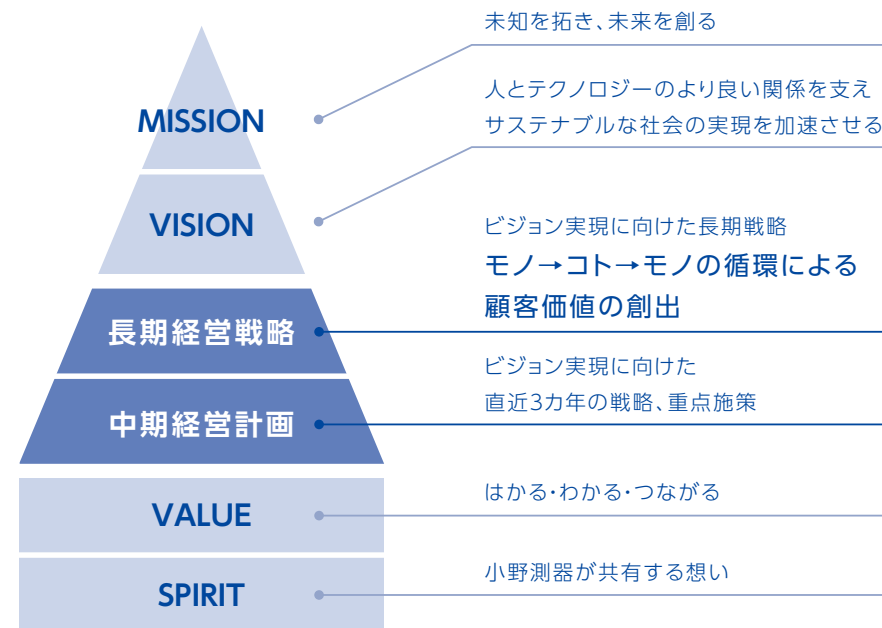 未知を拓き、未来を創る
MISSION
人とテクノロジーのより良い関係を支え
サステナブルな社会の実現を加速させる
VISION
ビジョン実現に向けた長期戦略
モノ→コト→モノの循環による
顧客価値の創出
長期経営戦略
ビジョン実現に向けた
直近3カ年の戦略、重点施策
中期経営計画
はかる・わかる・つながる
VALUE
小野測器が共有する想い
SPIRIT